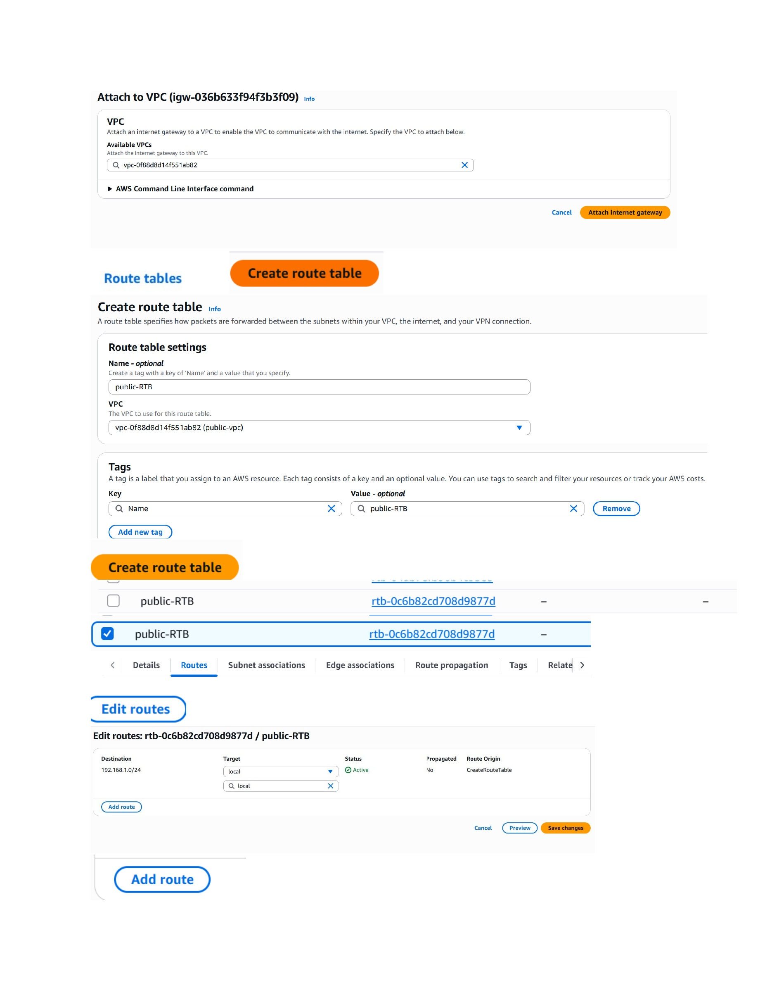 Attach to VPC (igw-036b633f94f3b3f09) Info
VPC
Attach an internet gateway to a VPC to enable the VPC to communicate with the internet. Specify the VPC to attach below.
Available VPCs
Attach the internet gateway to this VPC.
vpc-0f88d8d14f551ab82
AWS Command Line Interface command
Cancel Attach internet gateway
Route tables Create route table
Create route table Info
A route table specifies how packets are forwarded between the subnets within your VPC, the internet, and your VPN connection.
Route table settings
Name - optional
Create a tag with a key of 'Name' and a value that you specify.
public-RTB
VPC
The VPC to use for this route table.
vpc-0f88d8d14f551ab82 (public-vpc)
Tags
A tag is a label that you assign to an AWS resource. Each tag consists of a key and an optional value. You can use tags to search and filter your resources or track your AWS costs.
Key Value - optional
Name public-RTB Remove
Add new tag
Create route table
public-RTB rtb-0c6b82cd708d9877d – –
public-RTB rtb-0c6b82cd708d9877d –
Details Routes Subnet associations Edge associations Route propagation Tags Relate
Edit routes
Edit routes: rtb-0c6b82cd708d9877d / public-RTB
Destination Target Status Propagated Route Origin
192.168.1.0/24 local Active No CreateRouteTable
local
Add route
Cancel Preview Save changes
Add route